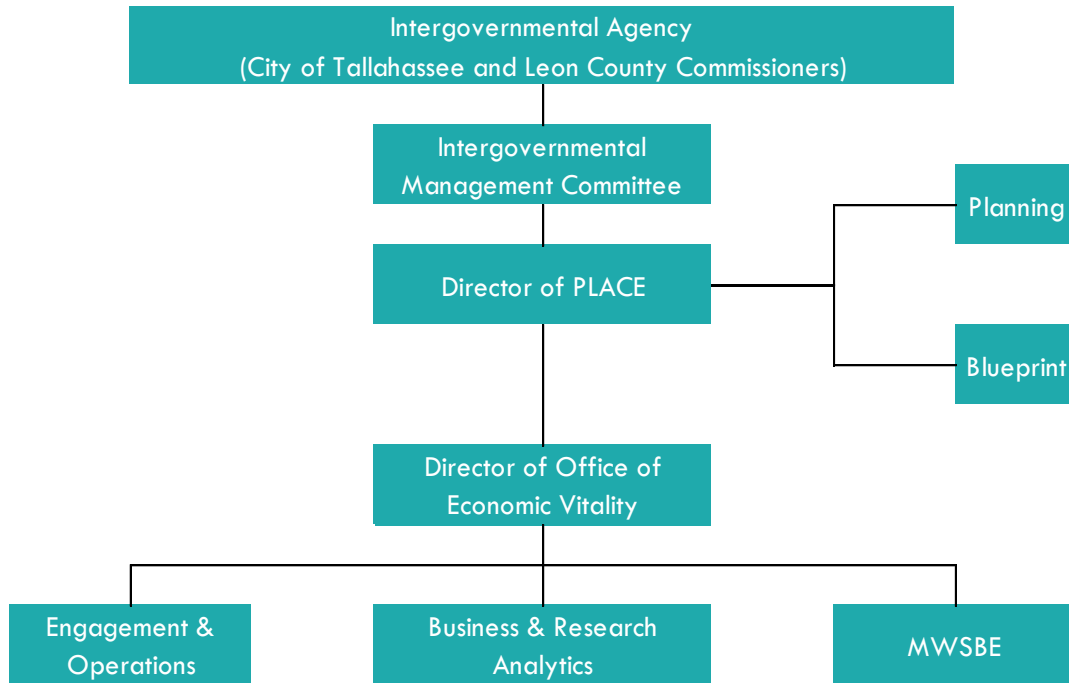 Intergovernmental Agency
(City of Tallahassee and Leon County Commissioners)
Intergovernmental
Management Committee
Planning
Director of PLACE
Blueprint
Director of Office of
Economic Vitality
Engagement &
Operations
Business & Research
Analytics
MWSBE